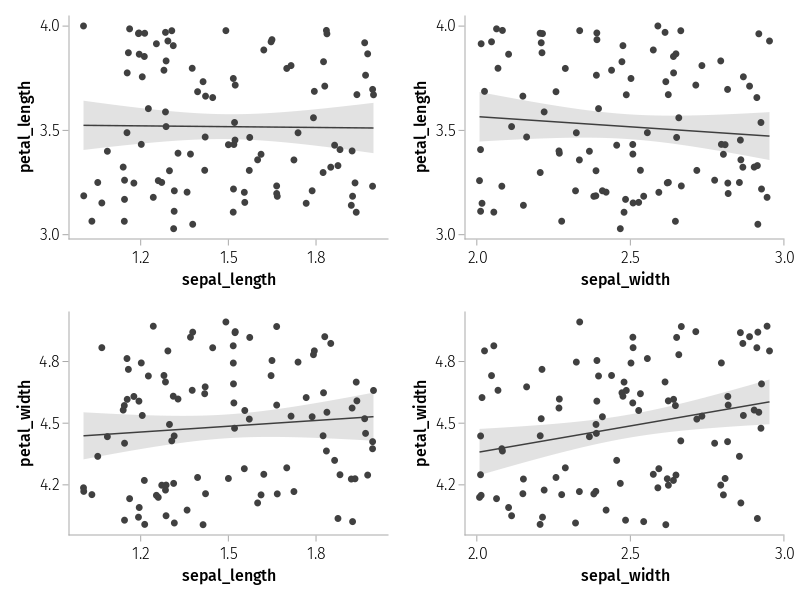 petal_length
4.0
3.5
3.0
1.2 1.5 1.8
sepal_length
petal_length
4.0
3.5
3.0
2.0 2.5 3.0
sepal_width
petal_width
4.8
4.5
4.2
1.2 1.5 1.8
sepal_length
petal_width
4.8
4.5
4.2
2.0 2.5 3.0
sepal_width